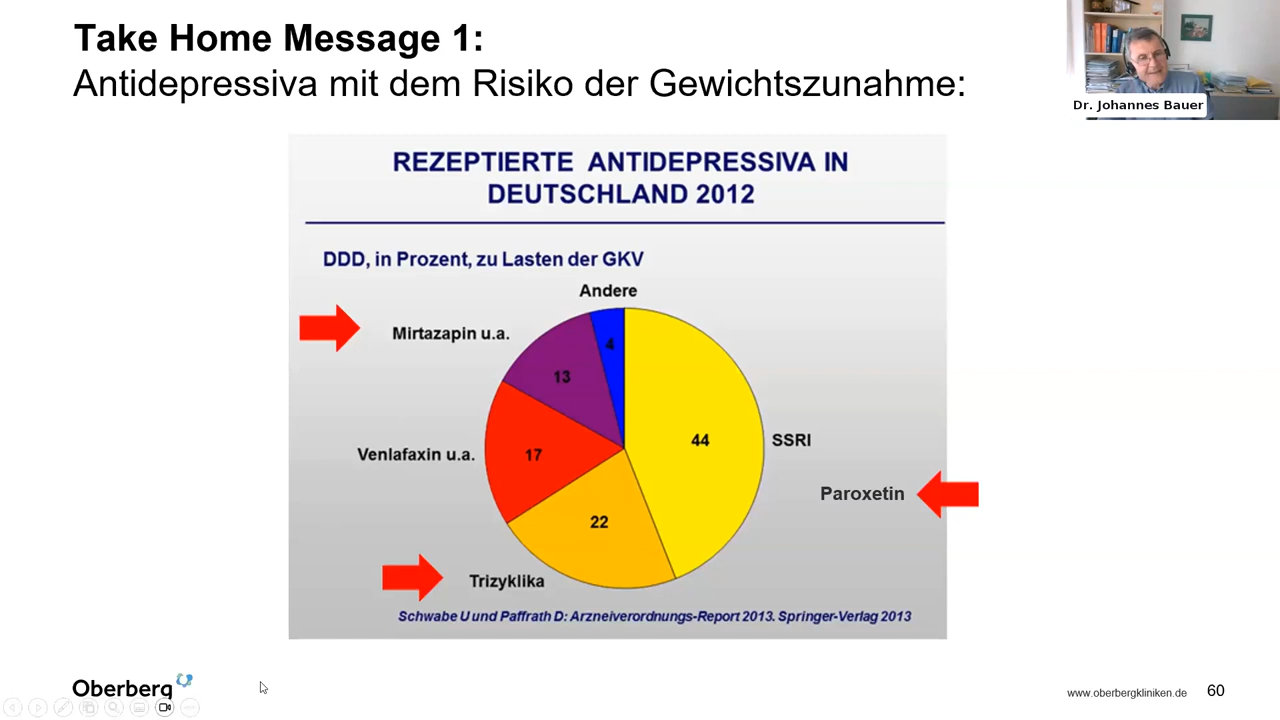 Take Home Message 1:
Antidepressiva mit dem Risiko der Gewichtszunahme:
Dr. Johannes Bauer
REZEPTIERTE ANTIDEPRESSIVA IN
DEUTSCHLAND 2012
DDD, in Prozent, zu Lasten der GKV
Andere
Mirtazapin u.a.
4
13
44
SSRI
Venlafaxin u.a.
17
Paroxetin
22
Trizyklika
Schwabe U und Paffrath D: Arzneiverordnungs-Report 2013. Springer-Verlag 2013
Oberberg
www.oberbergkliniken.de
60